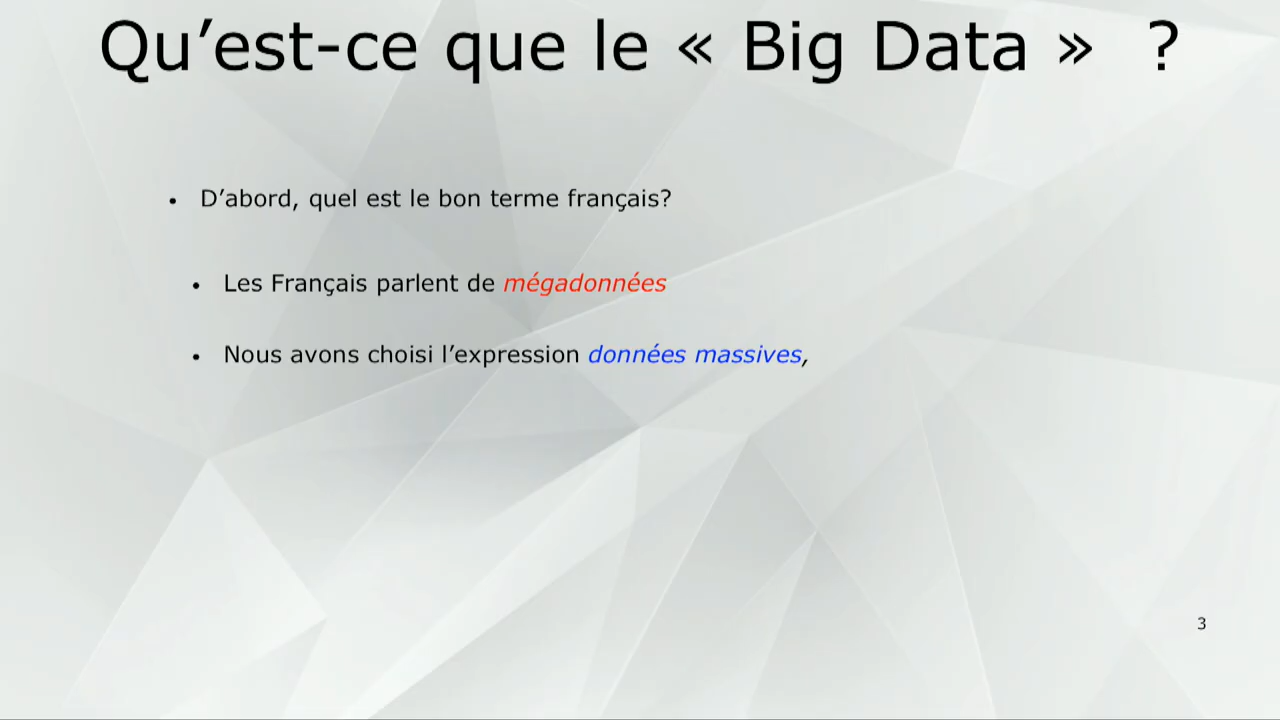 Qu’est-ce que le « Big Data »  ?
• D’abord, quel est le bon terme français?
• Les Français parlent de mégadonnées
• Nous avons choisi l’expression données massives,
3